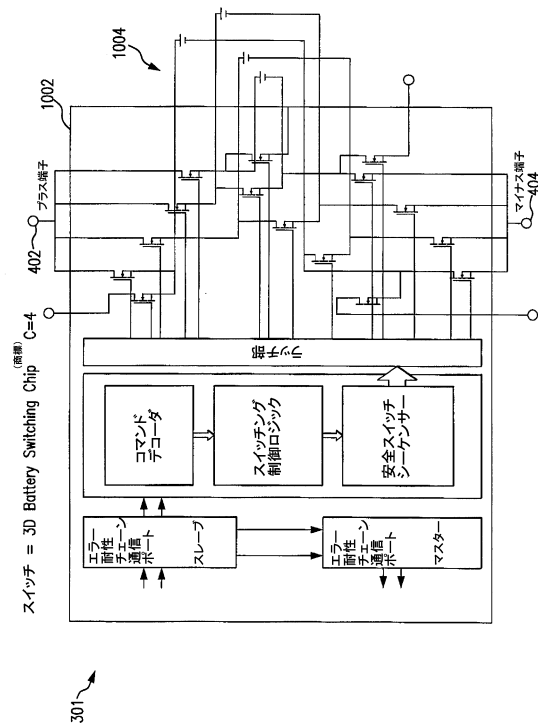 スイッチ = 3D Battery Switching Chip (商標) C=4
301
1002
1004
402
プラス端子
404
マイナス端子
ラッチ部
コマンド
デコーダ
スイッチング
制御ロジック
安全スイッチ
シーケンサー
エラー
耐性
チェーン
通信
ポート
スレーブ
エラー
耐性
チェーン
通信
ポート
マスター